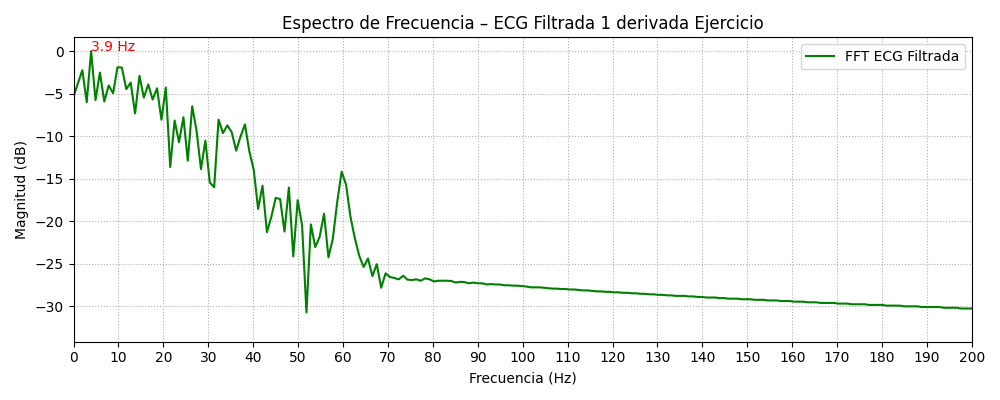 Espectro de Frecuencia – ECG Filtrada 1 derivada Ejercicio
3.9 Hz
FFT ECG Filtrada
Magnitud (dB)
0
−5
−10
−15
−20
−25
−30
0 10 20 30 40 50 60 70 80 90 100 110 120 130 140 150 160 170 180 190 200
Frecuencia (Hz)